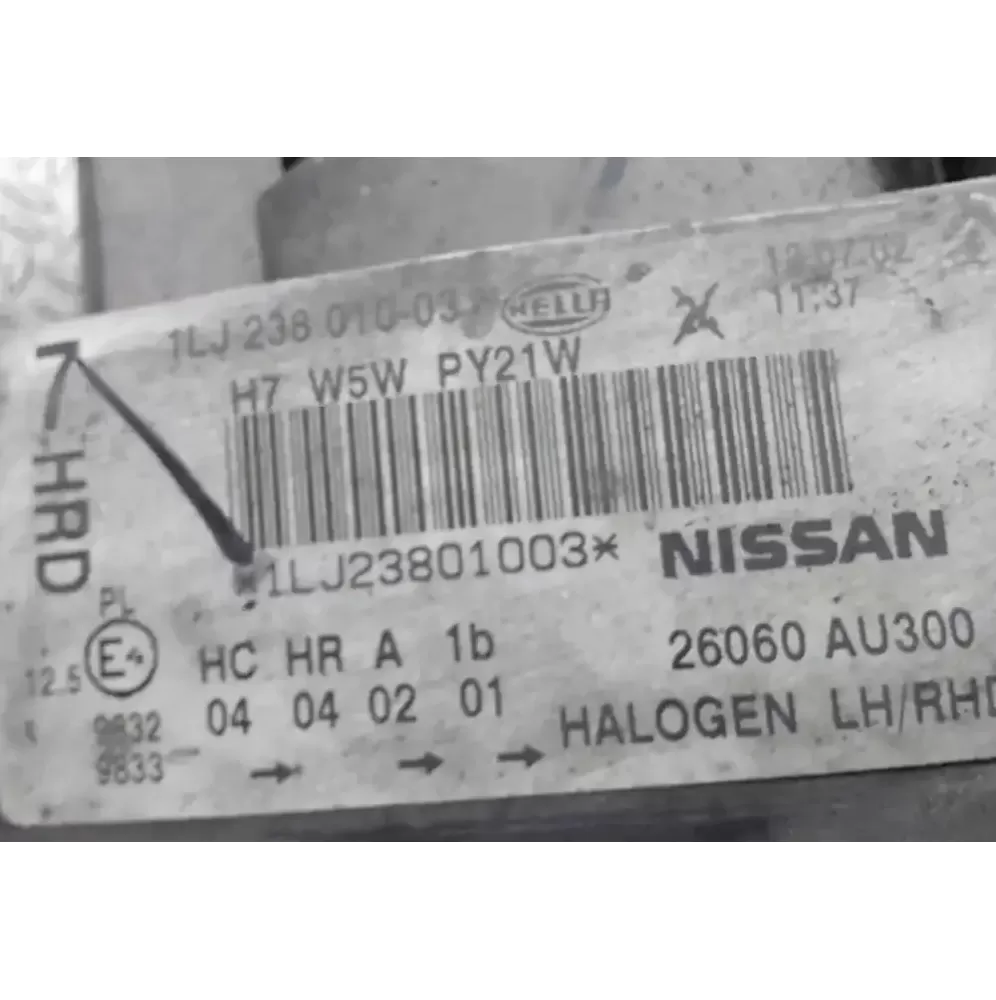 1LJ 238 010-03 HELLA 12.07.02
H7 W5W PY21W 11:37
*1LJ23801003* NISSAN
HRD
PL
E4
12.5
HC HR A 1b
26060 AU300
9832
9833
04 04 02 01
HALOGEN LH/RHD